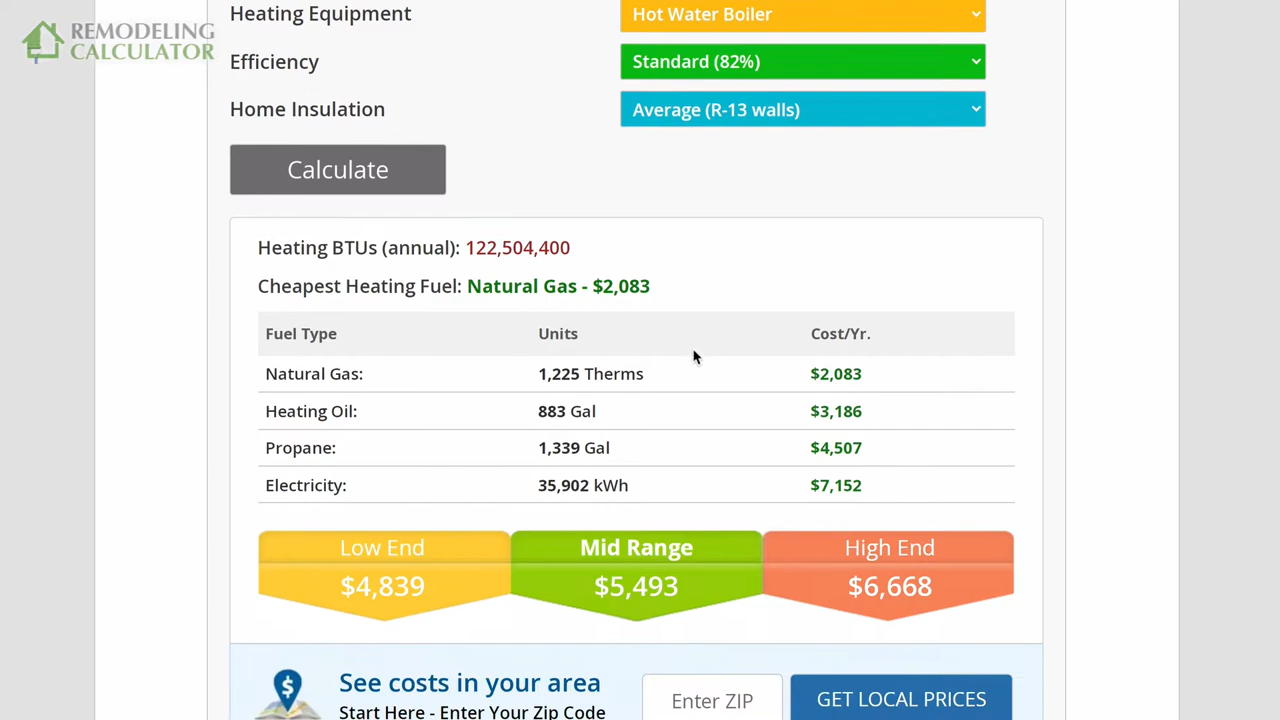 REMODELING
CALCULATOR
Heating Equipment Hot Water Boiler
Efficiency Standard (82%)
Home Insulation Average (R-13 walls)
Calculate
Heating BTUs (annual): 122,504,400
Cheapest Heating Fuel: Natural Gas - $2,083
Fuel Type Units Cost/Yr.
Natural Gas: 1,225 Therms $2,083
Heating Oil: 883 Gal $3,186
Propane: 1,339 Gal $4,507
Electricity: 35,902 kWh $7,152
Low End Mid Range High End
$4,839 $5,493 $6,668
$
See costs in your area
Start Here - Enter Your Zip Code
Enter ZIP
GET LOCAL PRICES